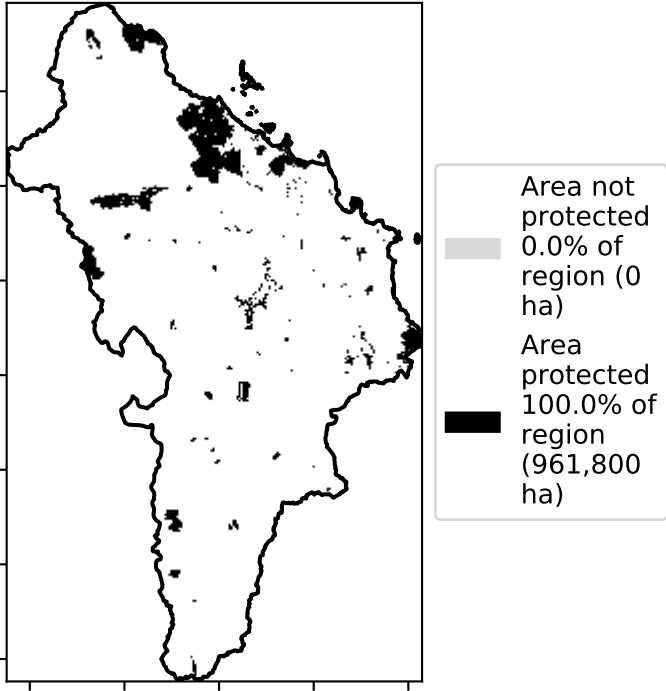 Area not
protected
0.0% of
region (0
ha)
Area
protected
100.0% of
region
(961,800
ha)